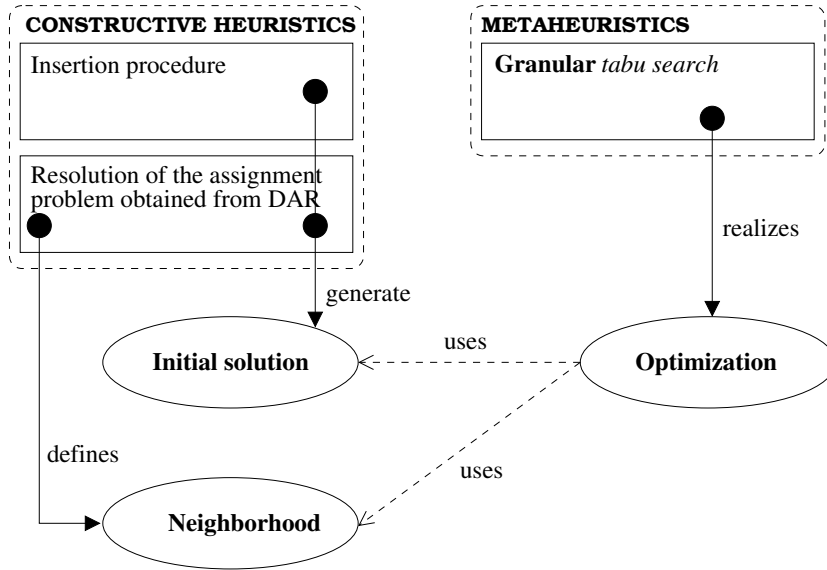 CONSTRUCTIVE HEURISTICS
Insertion procedure
Resolution of the assignment
problem obtained from DAR
METAHEURISTICS
Granular tabu search
realizes
generate
uses
Initial solution
Optimization
defines
uses
Neighborhood